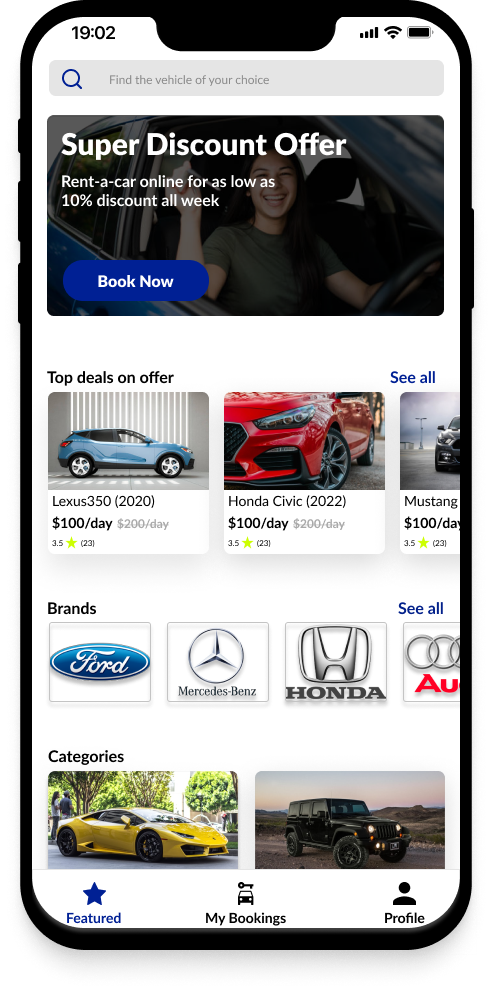 19:02
Find the vehicle of your choice
Super Discount Offer
Rent-a-car online for as low as
10% discount all week
Book Now
Top deals on offer
See all
Lexus350 (2020)
$100/day $200/day
3.5 (23)
Honda Civic (2022)
$100/day $200/day
3.5 (23)
Mustang
$100/day
3.5 (23)
Brands
See all
Ford
Mercedes-Benz
HONDA
Au
Categories
Featured
My Bookings
Profile